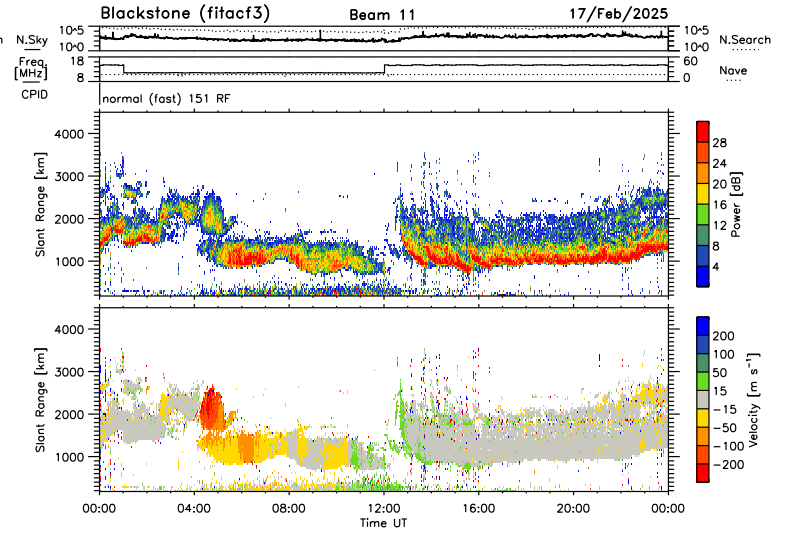 Blackstone (fitacf3) Beam 11 17/Feb/2025
N.Sky 10^5 10^0 10^5 10^0 N.Search
Freq. [MHz] 18 8 60 0 Nave
CPID normal (fast) 151 RF
Slant Range [km]
4000
3000
2000
1000
28
24
20
16
12
8
4
Power [dB]
Slant Range [km]
4000
3000
2000
1000
200
100
50
15
−15
−50
−100
−200
Velocity [m s⁻¹]
00:00 04:00 08:00 12:00 16:00 20:00 00:00
Time UT